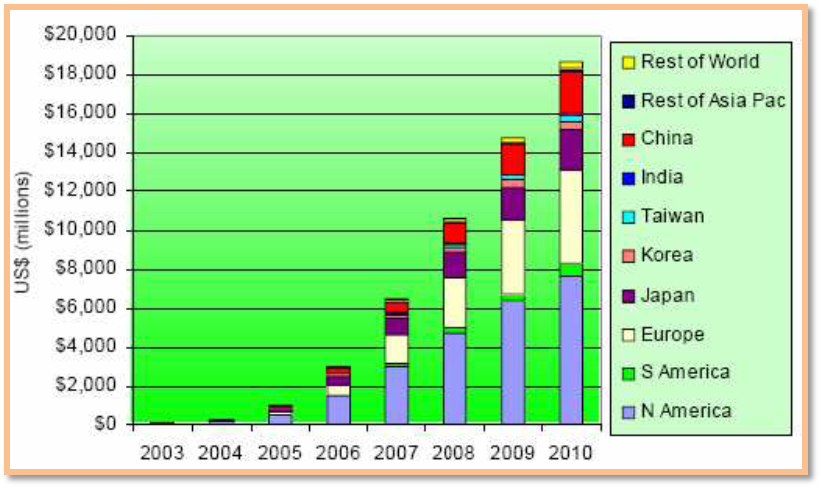 $20,000
$18,000
$16,000
$14,000
$12,000
$10,000
$8,000
$6,000
$4,000
$2,000
$0
US$ (millions)
2003 2004 2005 2006 2007 2008 2009 2010
Rest of World
Rest of Asia Pac
China
India
Taiwan
Korea
Japan
Europe
S America
N America